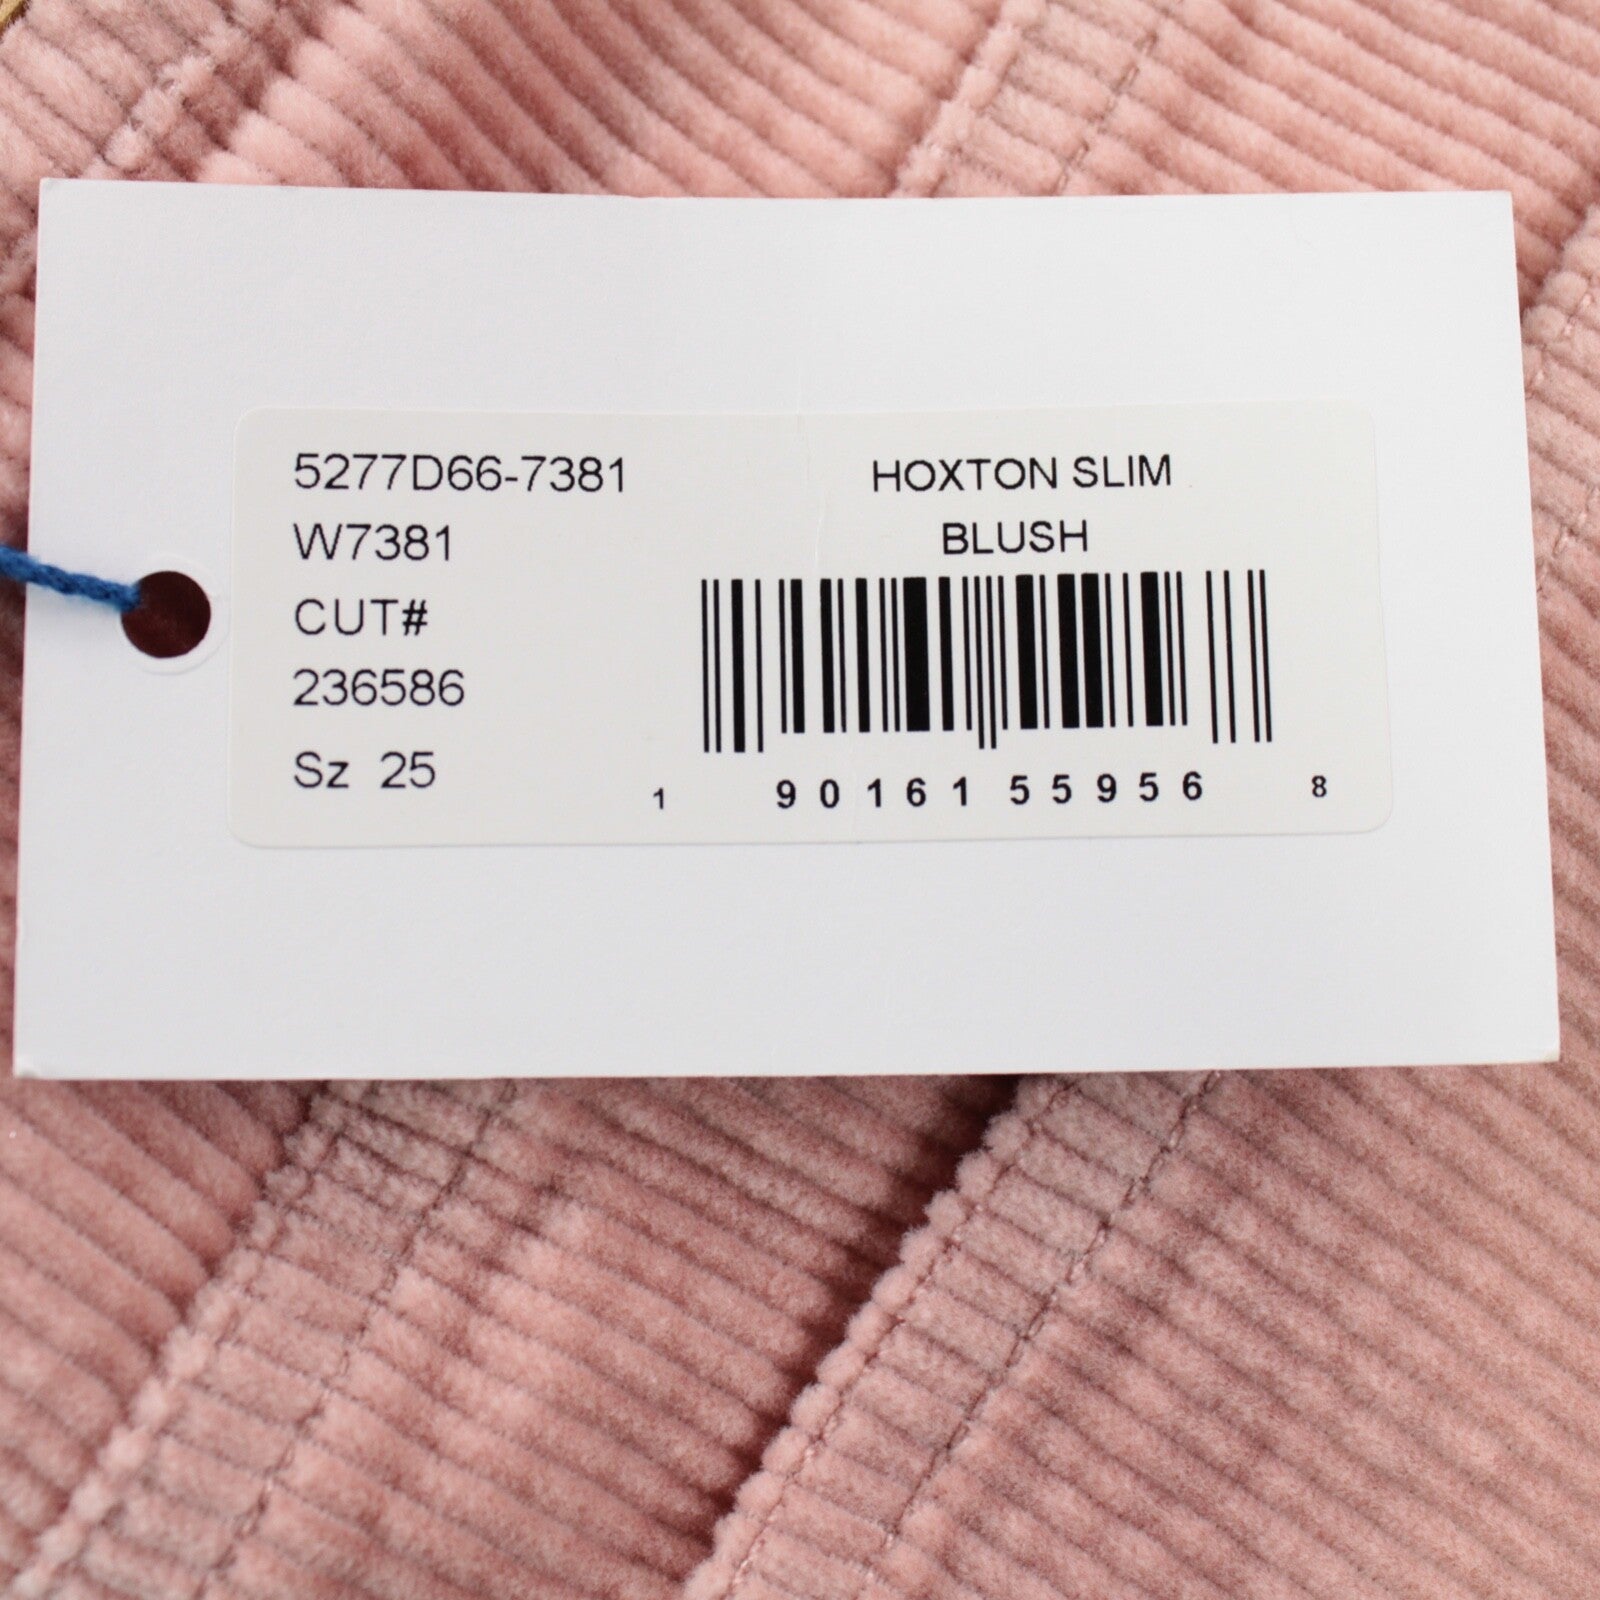 5277D66-7381
W7381
CUT#
236586
Sz 25
HOXTON SLIM
BLUSH
1 90161 55956 8